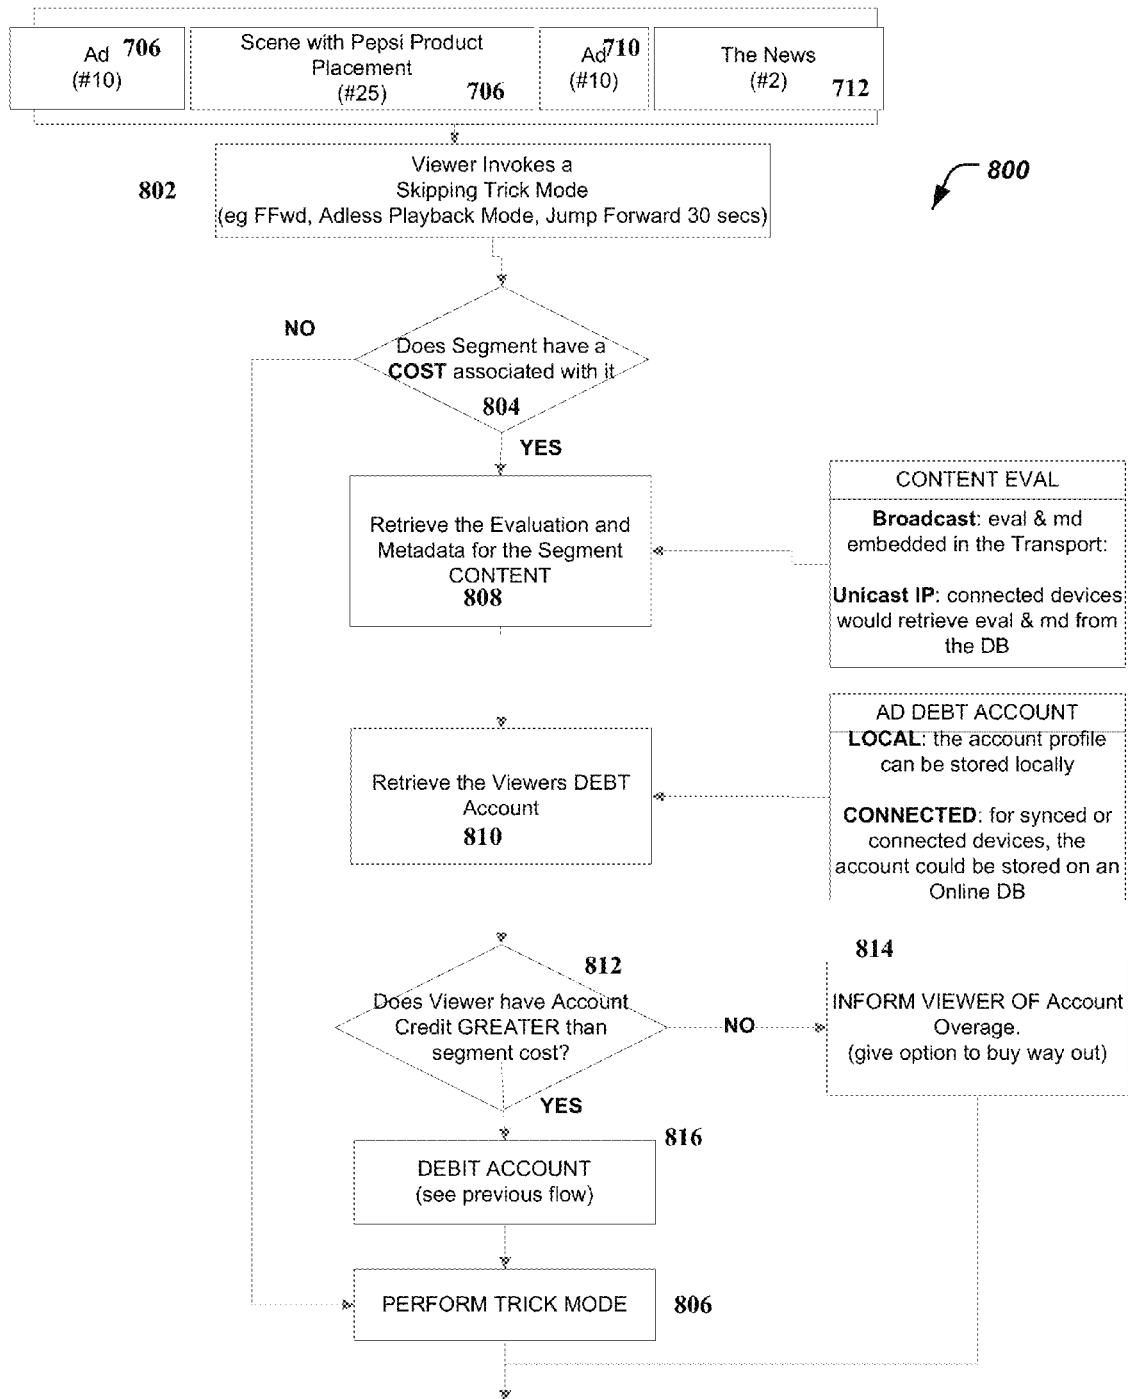 Ad 706
(#10)
Scene with Pepsi Product
Placement
(#25) 706
Ad 710
(#10)
The News
(#2) 712
802
Viewer Invokes a
Skipping Trick Mode
(eg FFwd, Adless Playback Mode, Jump Forward 30 secs)
800
NO
Does Segment have a
COST associated with it
804
YES
Retrieve the Evaluation and
Metadata for the Segment
CONTENT
808
CONTENT EVAL
Broadcast: eval & md
embedded in the Transport:
Unicast IP: connected devices
would retrieve eval & md from
the DB
Retrieve the Viewers DEBT
Account
810
AD DEBT ACCOUNT
LOCAL: the account profile
can be stored locally
CONNECTED: for synced or
connected devices, the
account could be stored on an
Online DB
812
Does Viewer have Account
Credit GREATER than
segment cost?
NO
814
INFORM VIEWER OF Account
Overage.
(give option to buy way out)
YES
816
DEBIT ACCOUNT
(see previous flow)
PERFORM TRICK MODE
806